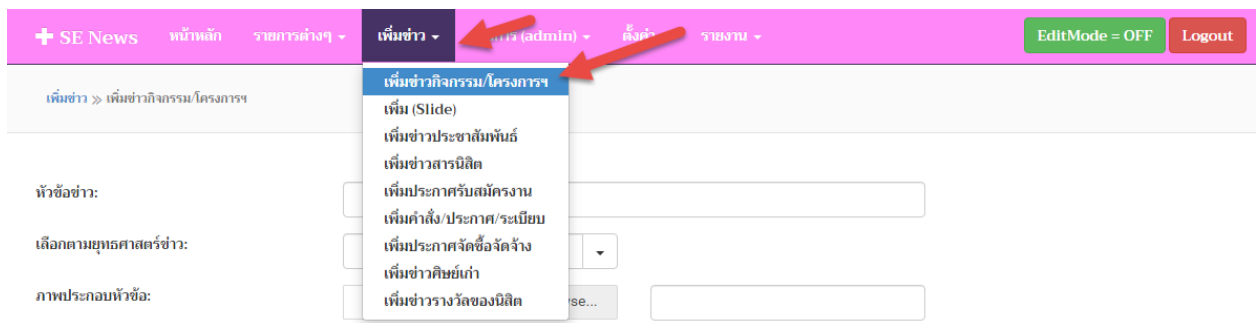 SE News หน้าหลัก รายการต่างๆ เพิ่มข่าว (admin) รายงาน EditMode = OFF Logout
เพิ่มข่าว » เพิ่มข่าวกิจกรรม/โครงการฯ
เพิ่มข่าวกิจกรรม/โครงการฯ
เพิ่ม (Slide)
เพิ่มข่าวประชาสัมพันธ์
เพิ่มข่าวสารนิสิต
เพิ่มประกาศรับสมัครงาน
เพิ่มคำสั่ง/ประกาศ/ระเบียบ
เพิ่มประกาศจัดซื้อจัดจ้าง
เพิ่มข่าวศิษย์เก่า
เพิ่มข่าวรางวัลของนิสิต
หัวข้อข่าว:
เลือกตามยุทธศาสตร์ข่าว:
ภาพประกอบหัวข้อ: